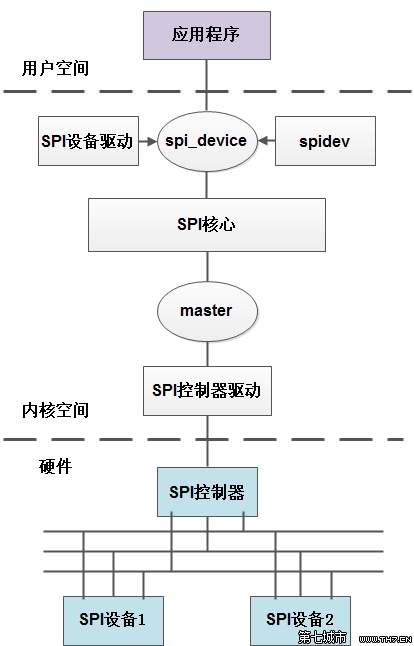 应用程序
用户空间
SPI设备驱动
spi_device
spidev
SPI核心
master
SPI控制器驱动
内核空间
硬件
SPI控制器
SPI设备1
SPI设备2
第七城市 WWW.TH7.CN